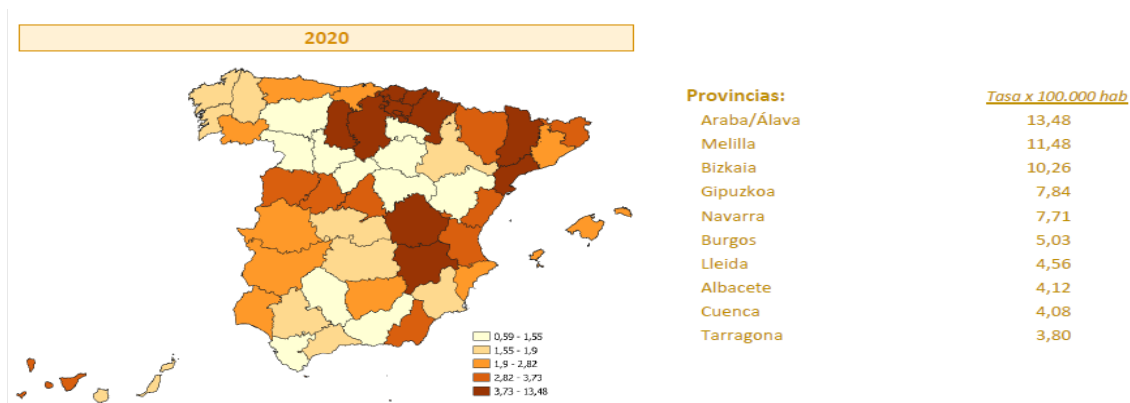 2020
Provincias: Tasa x 100.000 hab
Araba/Álava 13,48
Melilla 11,48
Bizkaia 10,26
Gipuzkoa 7,84
Navarra 7,71
Burgos 5,03
Lleida 4,56
Albacete 4,12
Cuenca 4,08
Tarragona 3,80
0,59 - 1,55
1,55 - 1,9
1,9 - 2,82
2,82 - 3,73
3,73 - 13,48